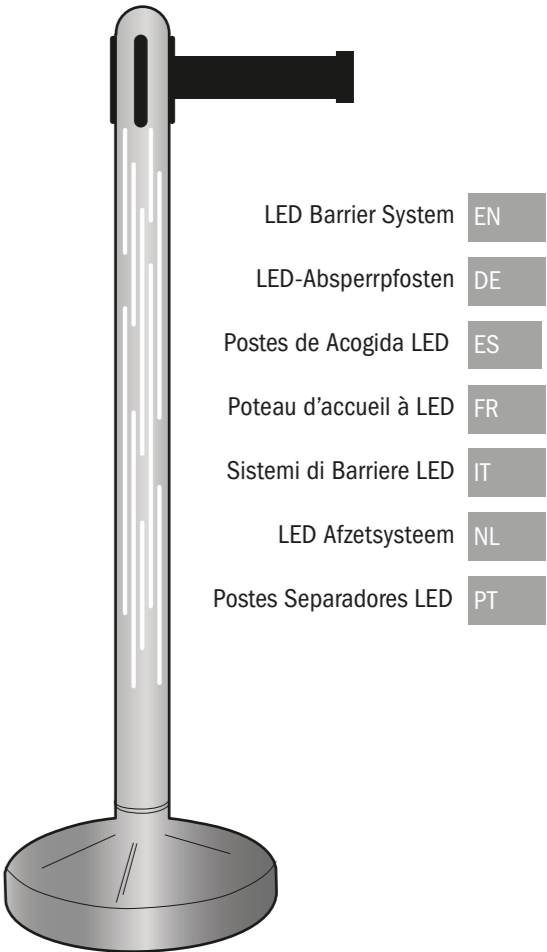 LED Barrier System EN
LED-Absperrpfosten DE
Postes de Acogida LED ES
Poteau d’accueil à LED FR
Sistemi di Barriere LED IT
LED Afzetsysteem NL
Postes Separadores LED PT